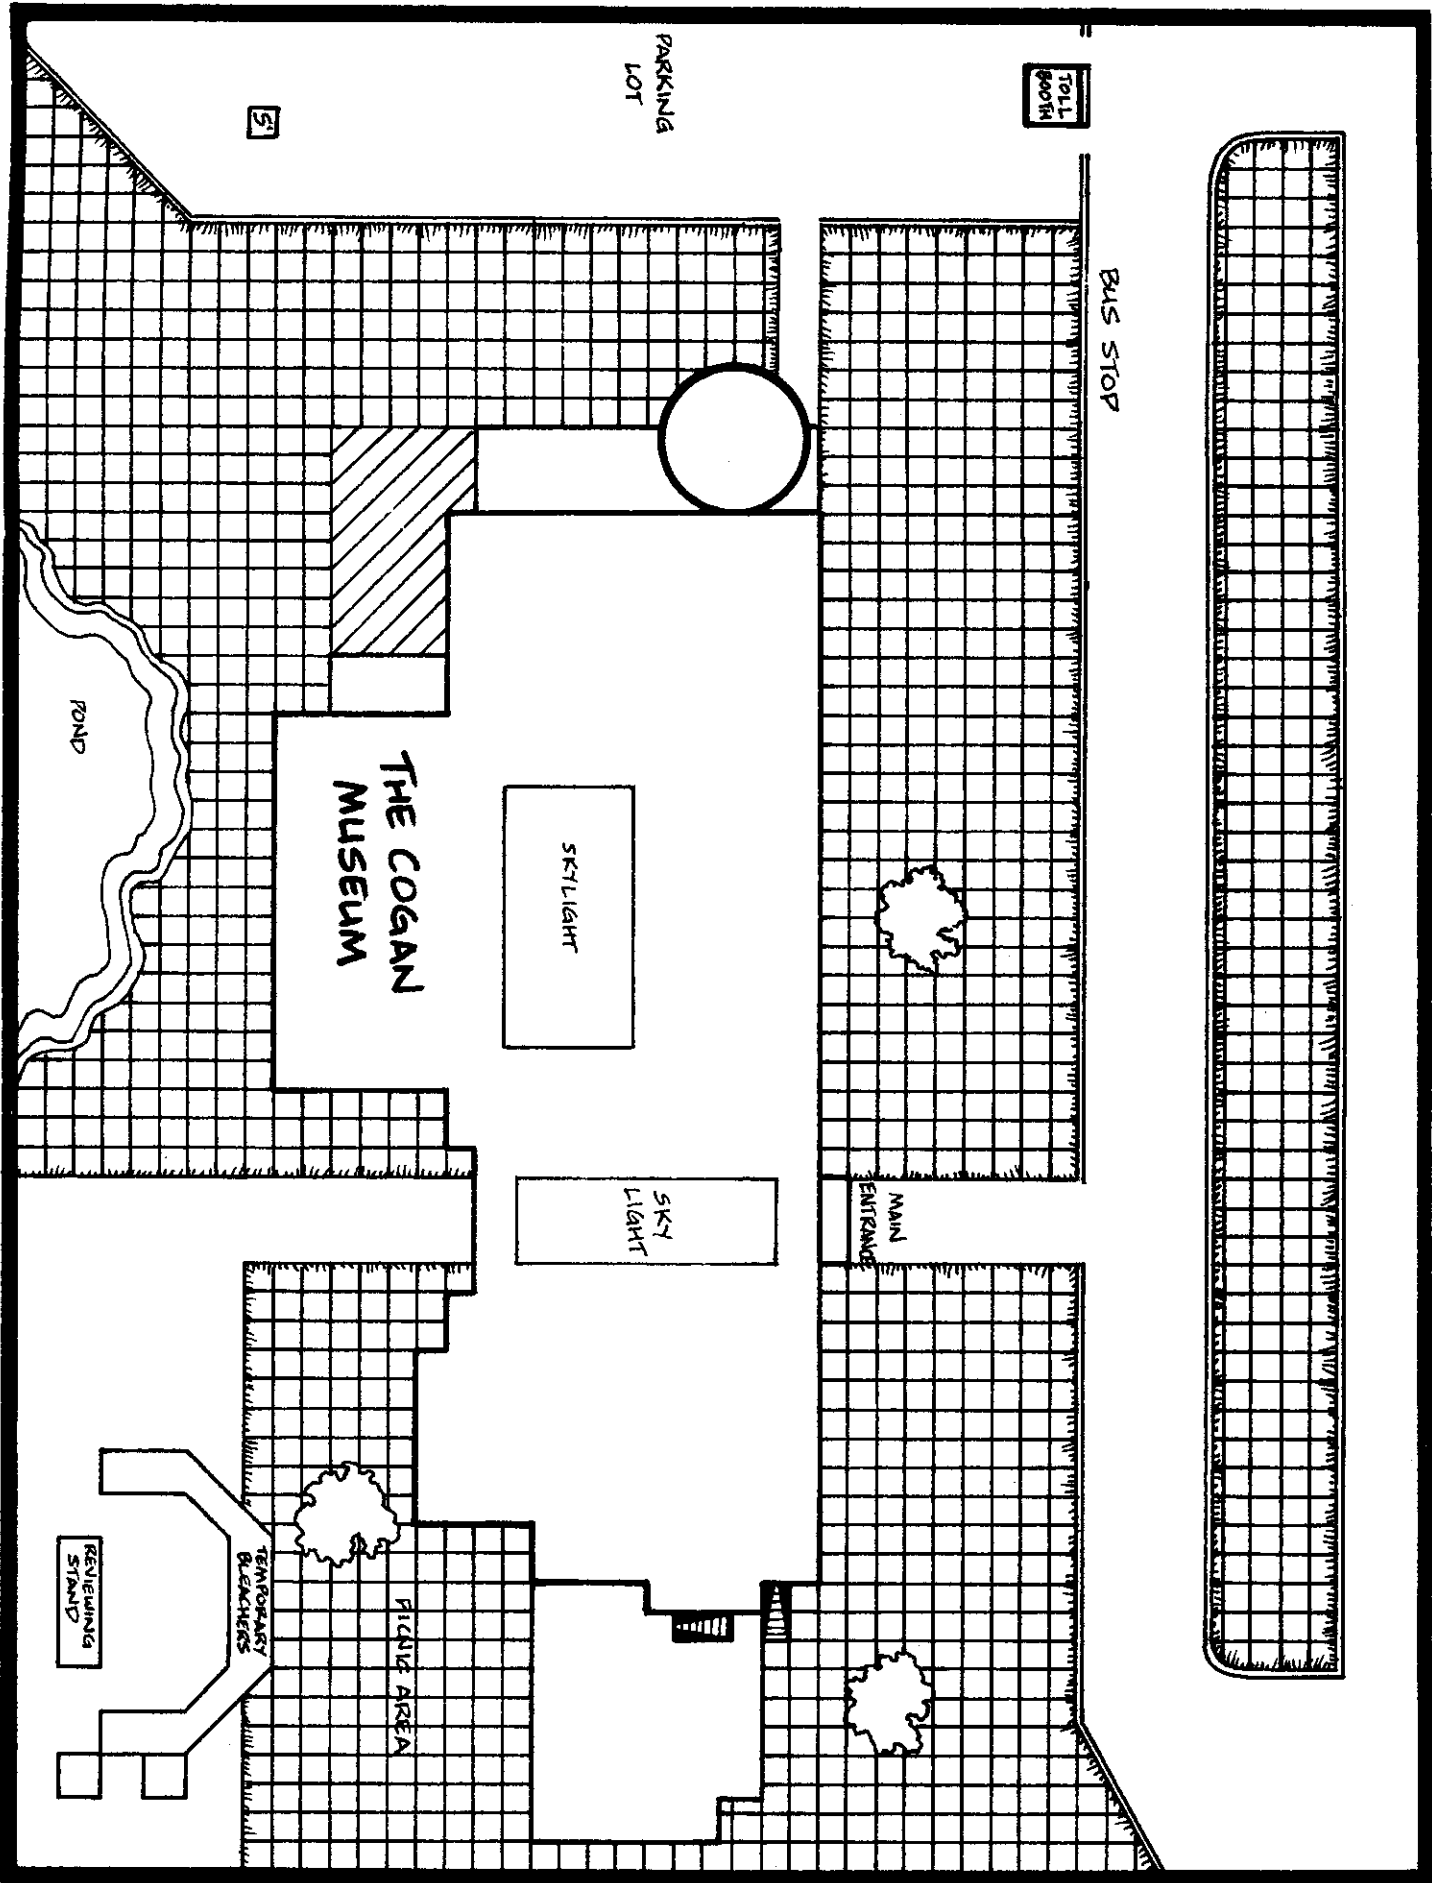 PARKING
LOT
TOLL
BOOTH
5'
BUS STOP
POND
THE COGAN
MUSEUM
SKYLIGHT
SKY
LIGHT
MAIN
ENTRANCE
TEMPORARY
BLEACHERS
REVIEWING
STAND
PICNIC AREA